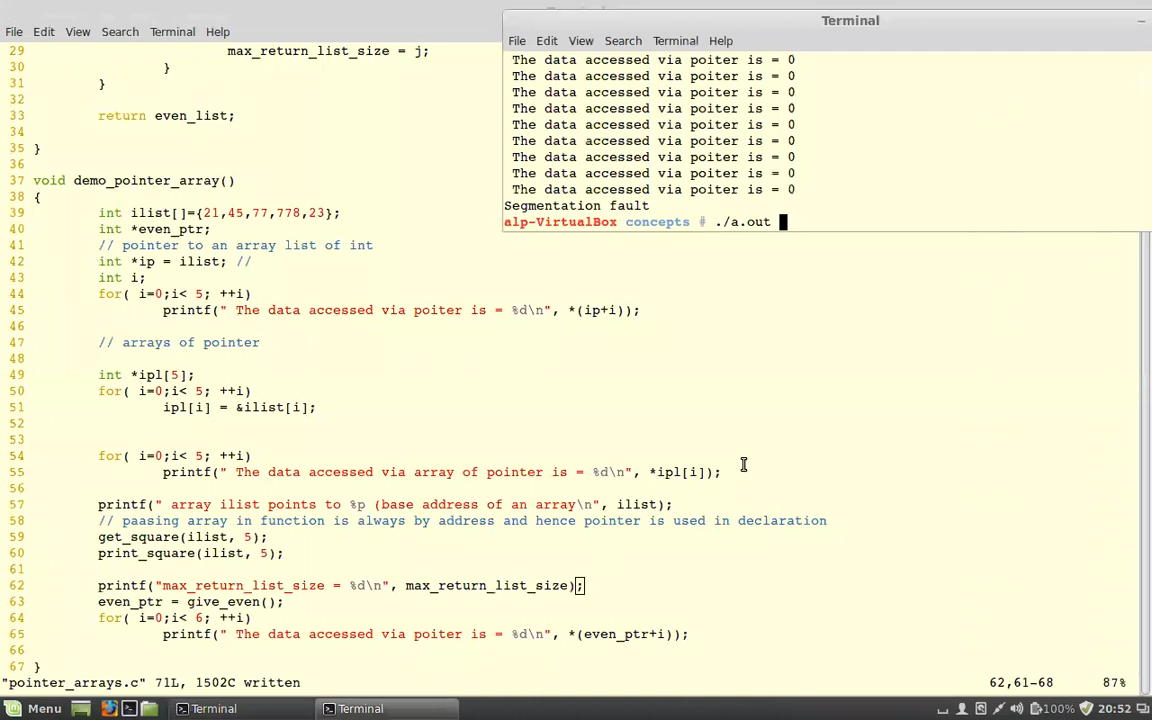 File Edit View Search Terminal Help
29 max_return_list_size = j;
30 }
31 }
32
33 return even_list;
34
35 }
36
37 void demo_pointer_array()
38 {
39 int ilist[]={21,45,77,778,23};
40 int *even_ptr;
41 // pointer to an array list of int
42 int *ip = ilist; //
43 int i;
44 for( i=0;i< 5; ++i)
45 printf(" The data accessed via poiter is = %d\n", *(ip+i));
46
47 // arrays of pointer
48
49 int *ipl[5];
50 for( i=0;i< 5; ++i)
51 ipl[i] = &ilist[i];
52
53
54 for( i=0;i< 5; ++i)
55 printf(" The data accessed via array of pointer is = %d\n", *ipl[i]);
56
57 printf(" array ilist points to %p (base address of an array\n", ilist);
58 // paasing array in function is always by address and hence pointer is used in declaration
59 get_square(ilist, 5);
60 print_square(ilist, 5);
61
62 printf("max_return_list_size = %d\n", max_return_list_size);
63 even_ptr = give_even();
64 for( i=0;i< 6; ++i)
65 printf(" The data accessed via poiter is = %d\n", *(even_ptr+i));
66
67 }
"pointer_arrays.c" 71L, 1502C written 62,61-68 87%
Terminal
File Edit View Search Terminal Help
The data accessed via poiter is = 0
The data accessed via poiter is = 0
The data accessed via poiter is = 0
The data accessed via poiter is = 0
The data accessed via poiter is = 0
The data accessed via poiter is = 0
The data accessed via poiter is = 0
The data accessed via poiter is = 0
The data accessed via poiter is = 0
Segmentation fault
alp-VirtualBox concepts # ./a.out
Menu Terminal Terminal 100% 20:52